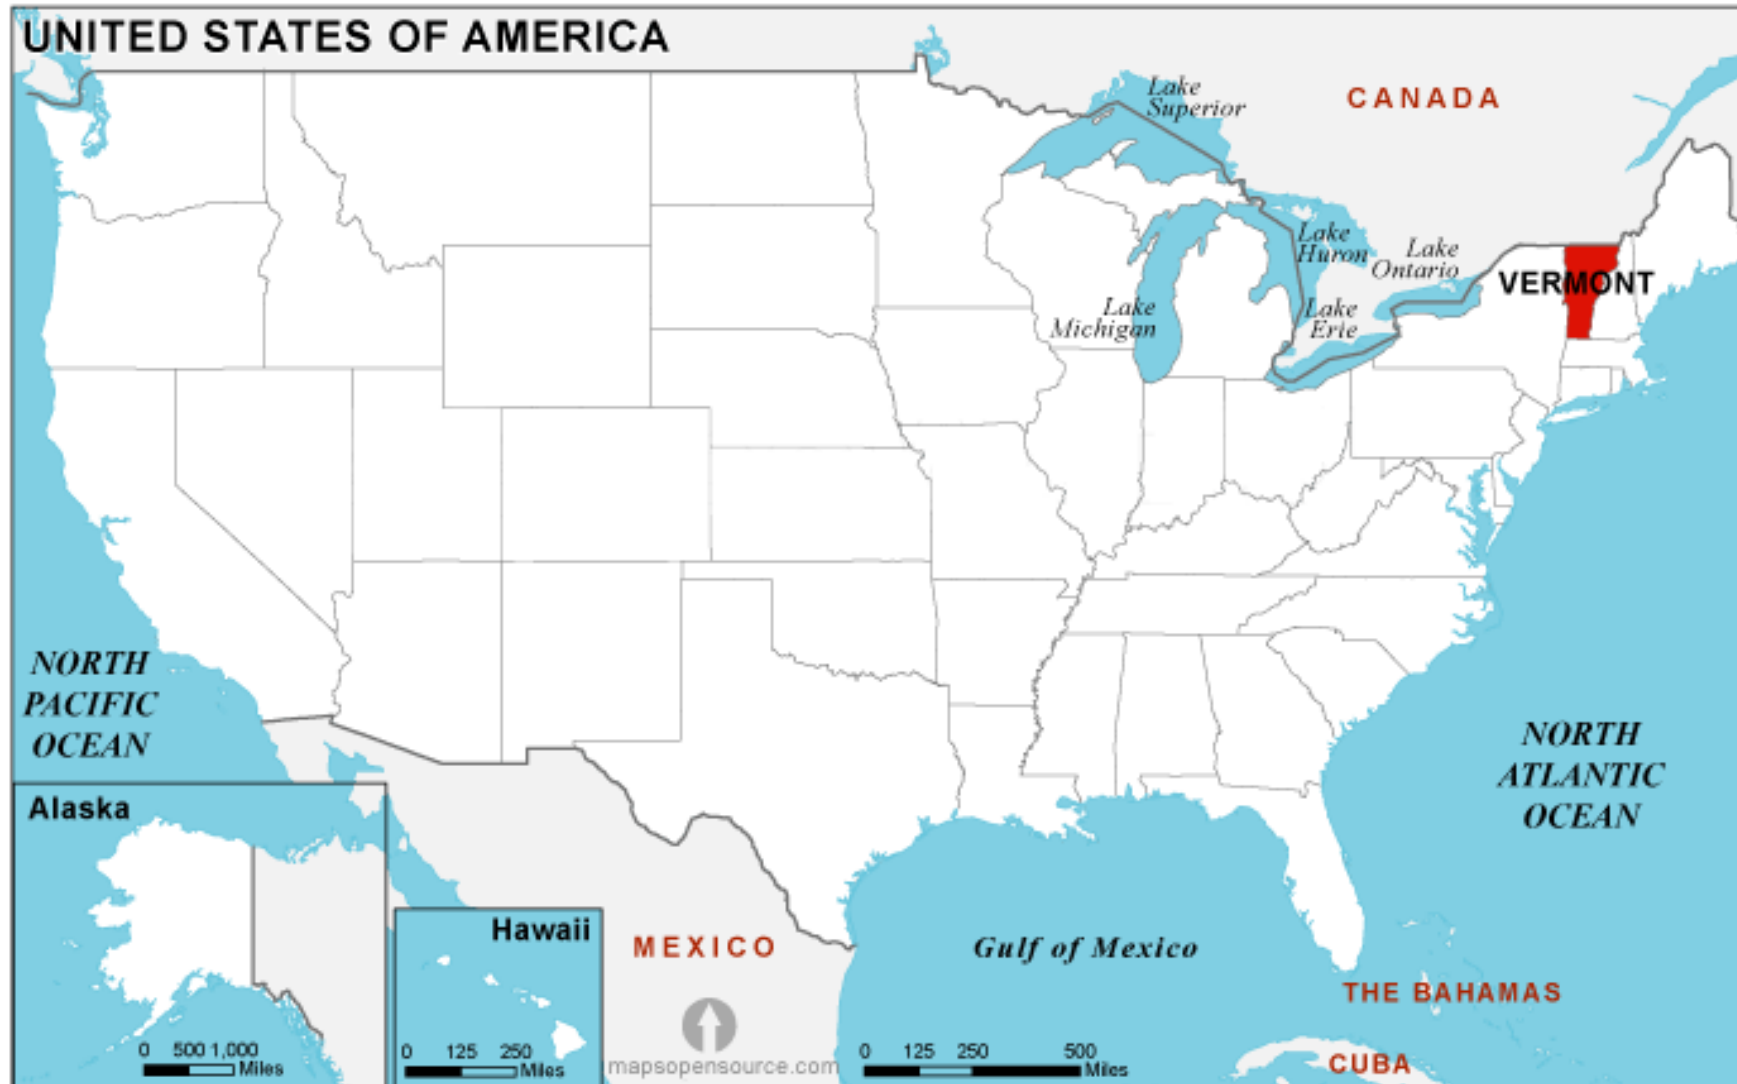 UNITED STATES OF AMERICA
Lake
Superior
CANADA
Lake
Huron
Lake
Ontario
VERMONT
Lake
Michigan
Lake
Erie
NORTH
PACIFIC
OCEAN
NORTH
ATLANTIC
OCEAN
Alaska
Hawaii
MEXICO
Gulf of Mexico
THE BAHAMAS
0 500 1,000
Miles
0 125 250
Miles
mapsopensource.com
0 125 250 500
Miles
CUBA